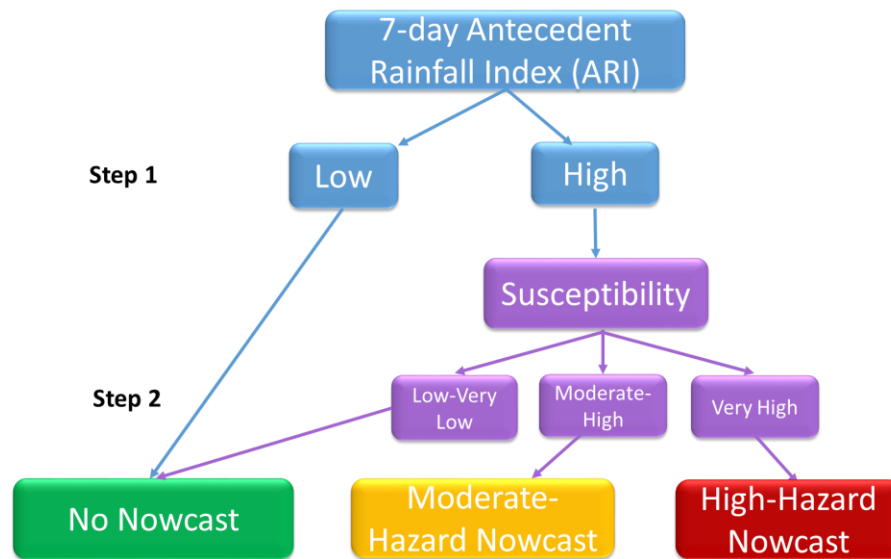 7-day Antecedent
Rainfall Index (ARI)
Step 1
Low
High
Susceptibility
Step 2
Low-Very
Low
Moderate-
High
Very High
No Nowcast
Moderate-
Hazard Nowcast
High-Hazard
Nowcast